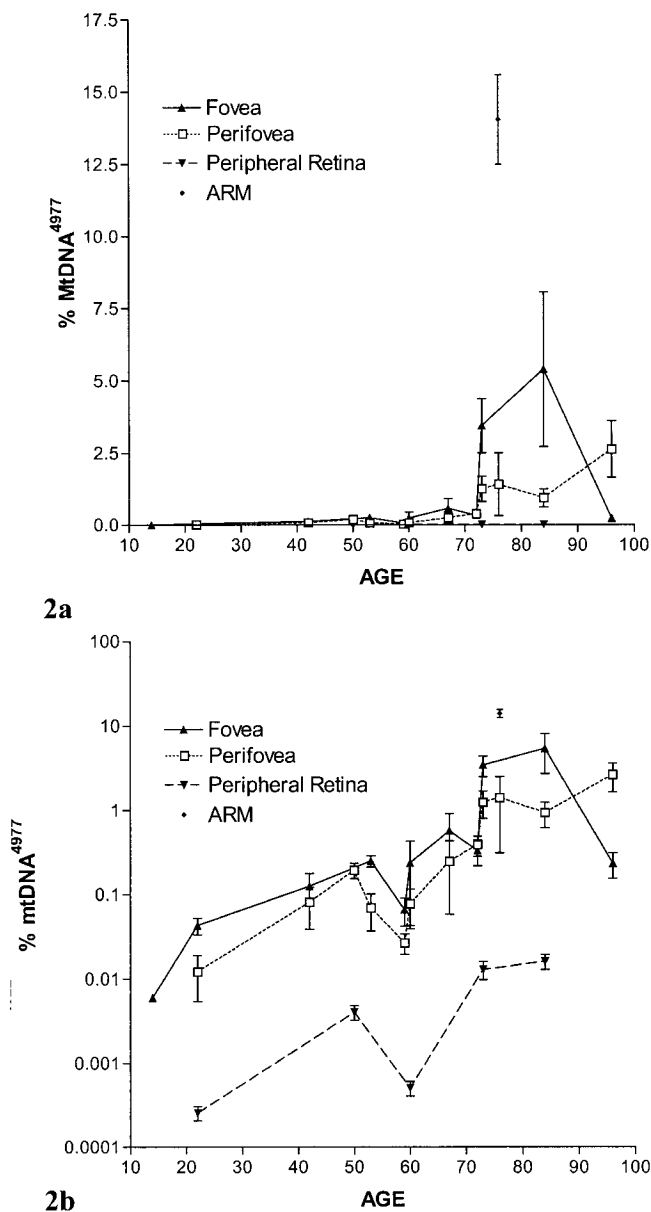 17.5
15.0
12.5
10.0
7.5
5.0
2.5
0.0
% MtDNA4977
Fovea
Perifovea
Peripheral Retina
ARM
10 20 30 40 50 60 70 80 90 100
AGE
2a
100
10
1
0.1
0.01
0.001
0.0001
% mtDNA4977
Fovea
Perifovea
Peripheral Retina
ARM
10 20 30 40 50 60 70 80 90 100
AGE
2b